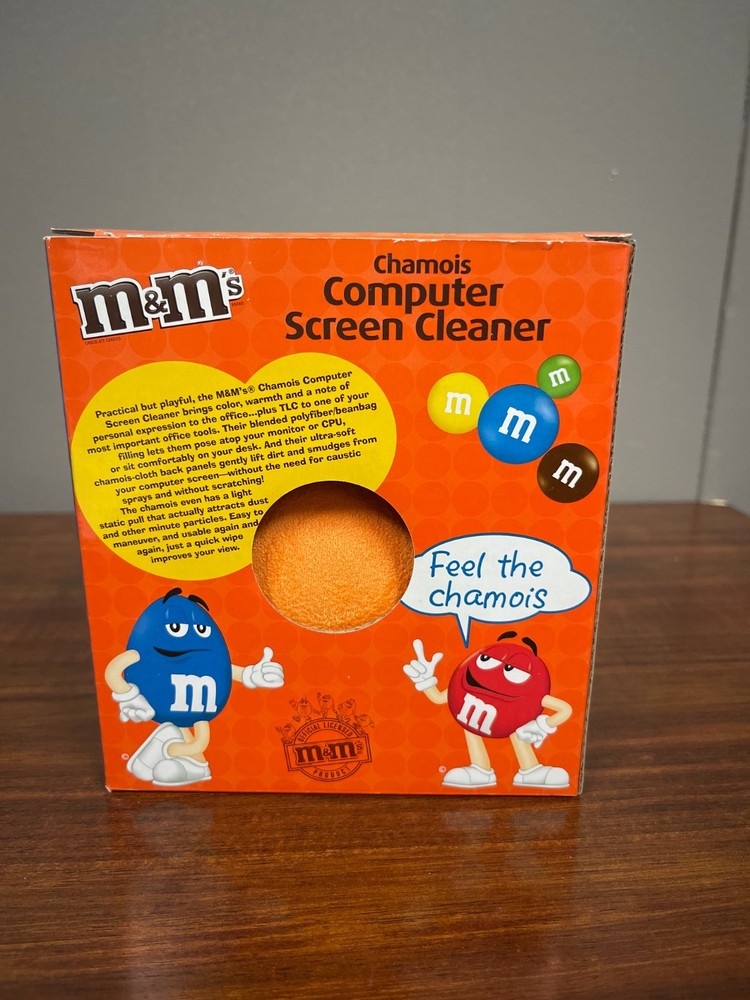 m&m's®
CHOCOLATE CANDIES
Chamois
Computer
Screen Cleaner
Practical but playful, the M&M's® Chamois Computer
Screen Cleaner brings color, warmth and a note of
personal expression to the office...plus TLC to one of your
most important office tools. Their blended polyfiber/beanbag
filling lets them pose atop your monitor or CPU,
or sit comfortably on your desk. And their ultra-soft
chamois-cloth back panels gently lift dirt and smudges from
your computer screen—without the need for caustic
sprays and without scratching!
The chamois even has a light
static pull that actually attracts dust
and other minute particles. Easy to
maneuver, and usable again and
again, just a quick wipe
improves your view.
m
m
m
m
Feel the
chamois
m
m
OFFICIAL LICENSED
m&m's
PRODUCT
©
©